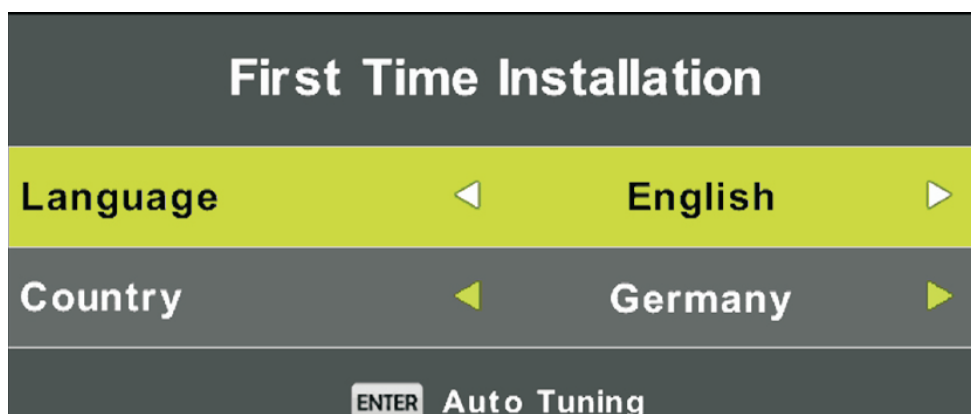 First Time Installation
Language English
Country Germany
ENTER Auto Tuning